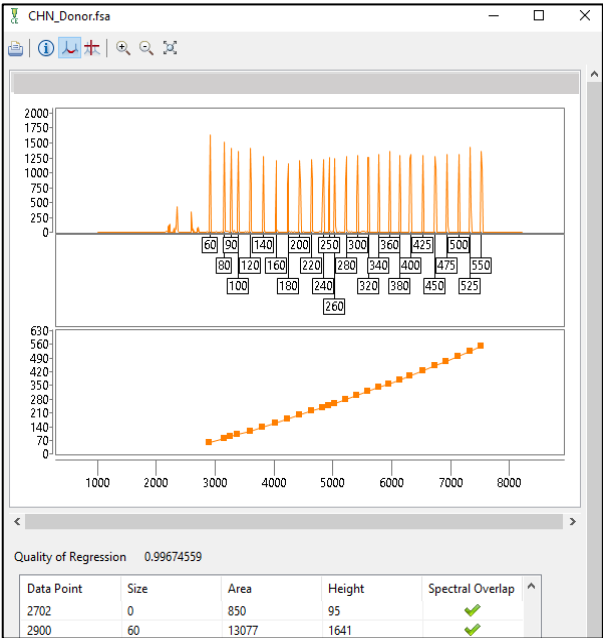 CHN_Donor.fsa
2000
1750
1500
1250
1000
750
500
250
0
60 90 140 200 250 300 360 425 500
80 120 160 220 280 340 400 475 550
100 180 240 320 380 450 525
260
630
560
490
420
350
280
210
140
70
0
1000 2000 3000 4000 5000 6000 7000 8000
Quality of Regression 0.99674559
Data Point Size Area Height Spectral Overlap
2702 0 850 95
2900 60 13077 1641